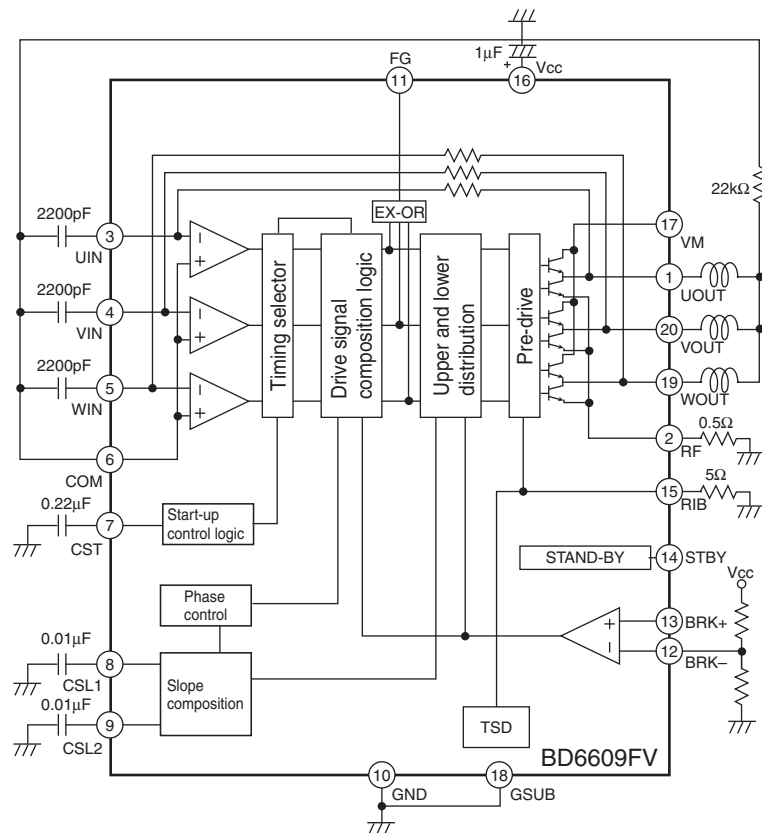 1μF
+
FG
11
Vcc
16
22kΩ
EX-OR
2200pF
3
UIN
−
+
17
VM
1
UOUT
2200pF
4
VIN
−
+
Timing selector
Drive signal
composition logic
Upper and lower
distribution
Pre-drive
20
VOUT
2200pF
5
WIN
−
+
19
WOUT
0.5Ω
2
RF
6
COM
5Ω
15
RIB
0.22μF
7
CST
Start-up
control logic
STAND-BY
14
STBY
Vcc
Phase
control
+
−
13
BRK+
12
BRK−
0.01μF
8
CSL1
Slope
composition
0.01μF
9
CSL2
TSD
BD6609FV
10
GND
18
GSUB